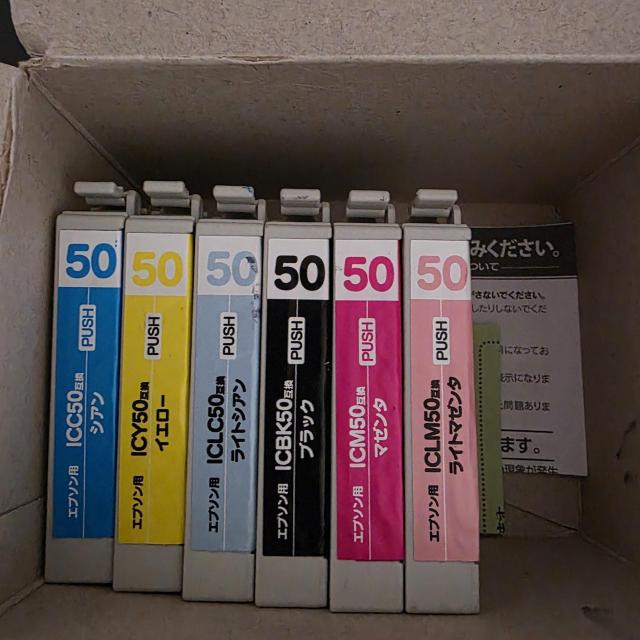 50
PUSH
エプソン用 ICC50互換
シアン
50
PUSH
エプソン用 ICY50互換
イエロー
50
PUSH
エプソン用 ICLC50互換
ライトシアン
50
PUSH
エプソン用 ICBK50互換
ブラック
50
PUSH
エプソン用 ICM50互換
マゼンタ
50
PUSH
エプソン用 ICLM50互換
ライトマゼンタ
みください。
ついて
さないでください。
したりしないでくだ
になってお
示になりま
問題ありま
ます。
現象が発生